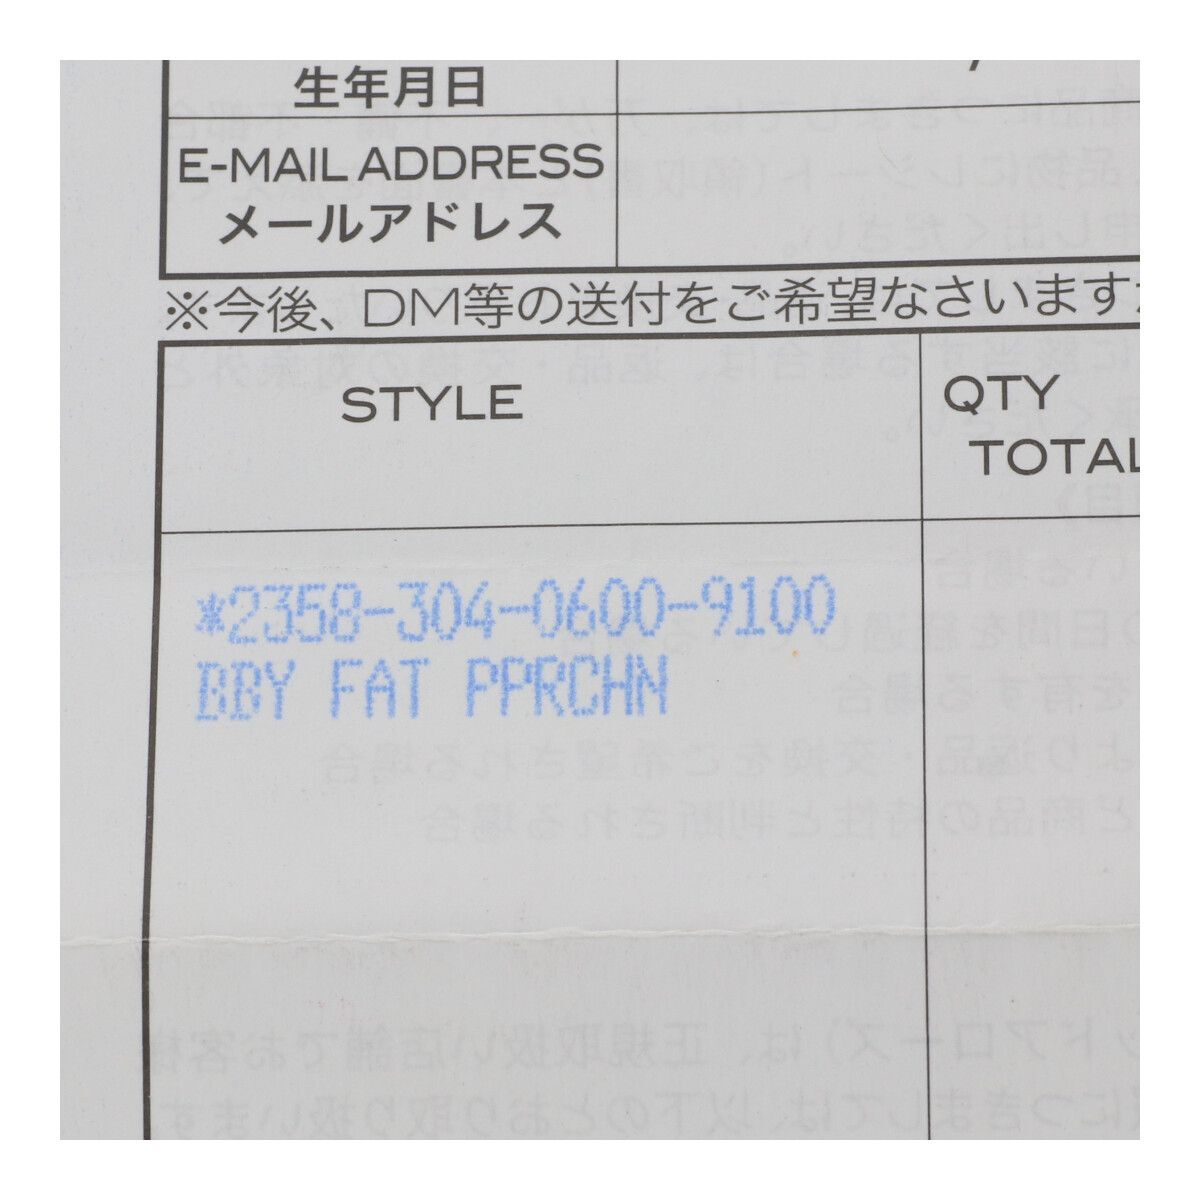 生年月日
E-MAIL ADDRESS
メールアドレス
※今後、DM等の送付をご希望なさいます
STYLE
QTY
TOTAL
*2358-304-0600-9100
BBY FAT PPRCHN